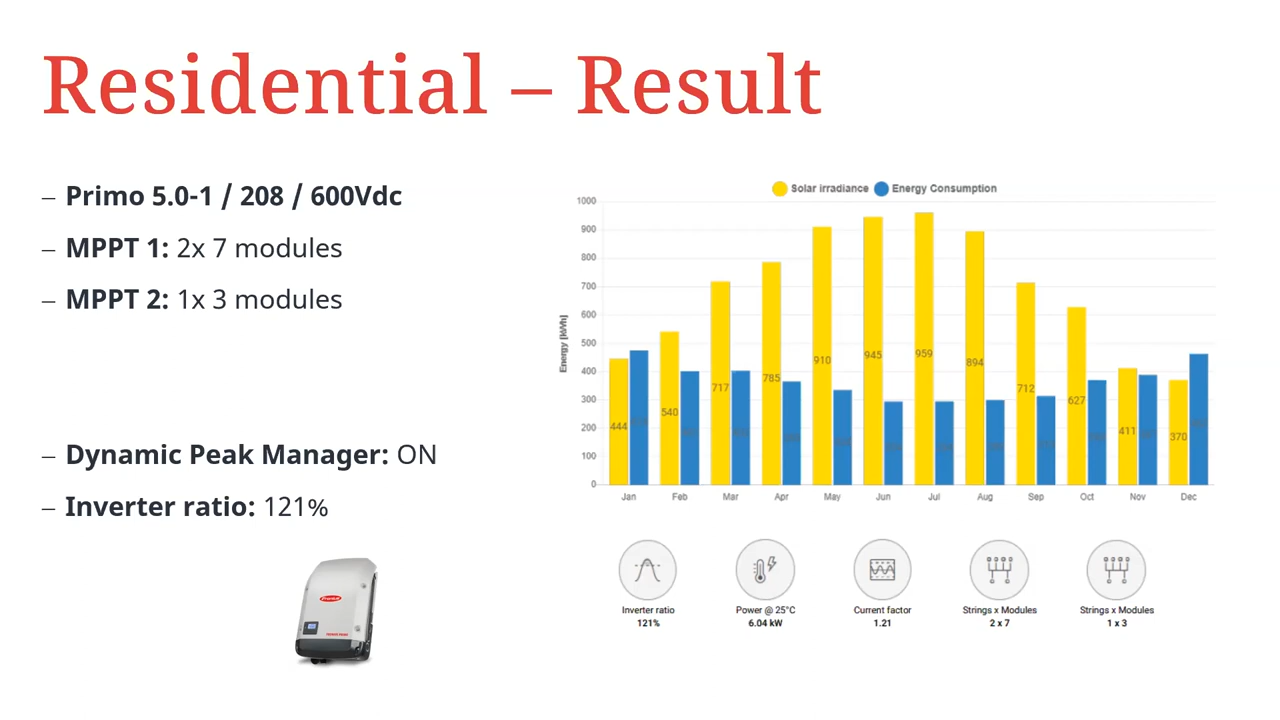 Residential – Result
– Primo 5.0-1 / 208 / 600Vdc
– MPPT 1: 2x 7 modules
– MPPT 2: 1x 3 modules
– Dynamic Peak Manager: ON
– Inverter ratio: 121%
Solar irradiance Energy Consumption
Energy [kWh]
1000
900
800
700
600
500
400
300
200
100
0
444 540 717 785 910 945 959 894 712 627 411 370
Jan Feb Mar Apr May Jun Jul Aug Sep Oct Nov Dec
Inverter ratio
121%
Power @ 25°C
6.04 kW
Current factor
1.21
Strings x Modules
2 x 7
Strings x Modules
1 x 3
Fronius